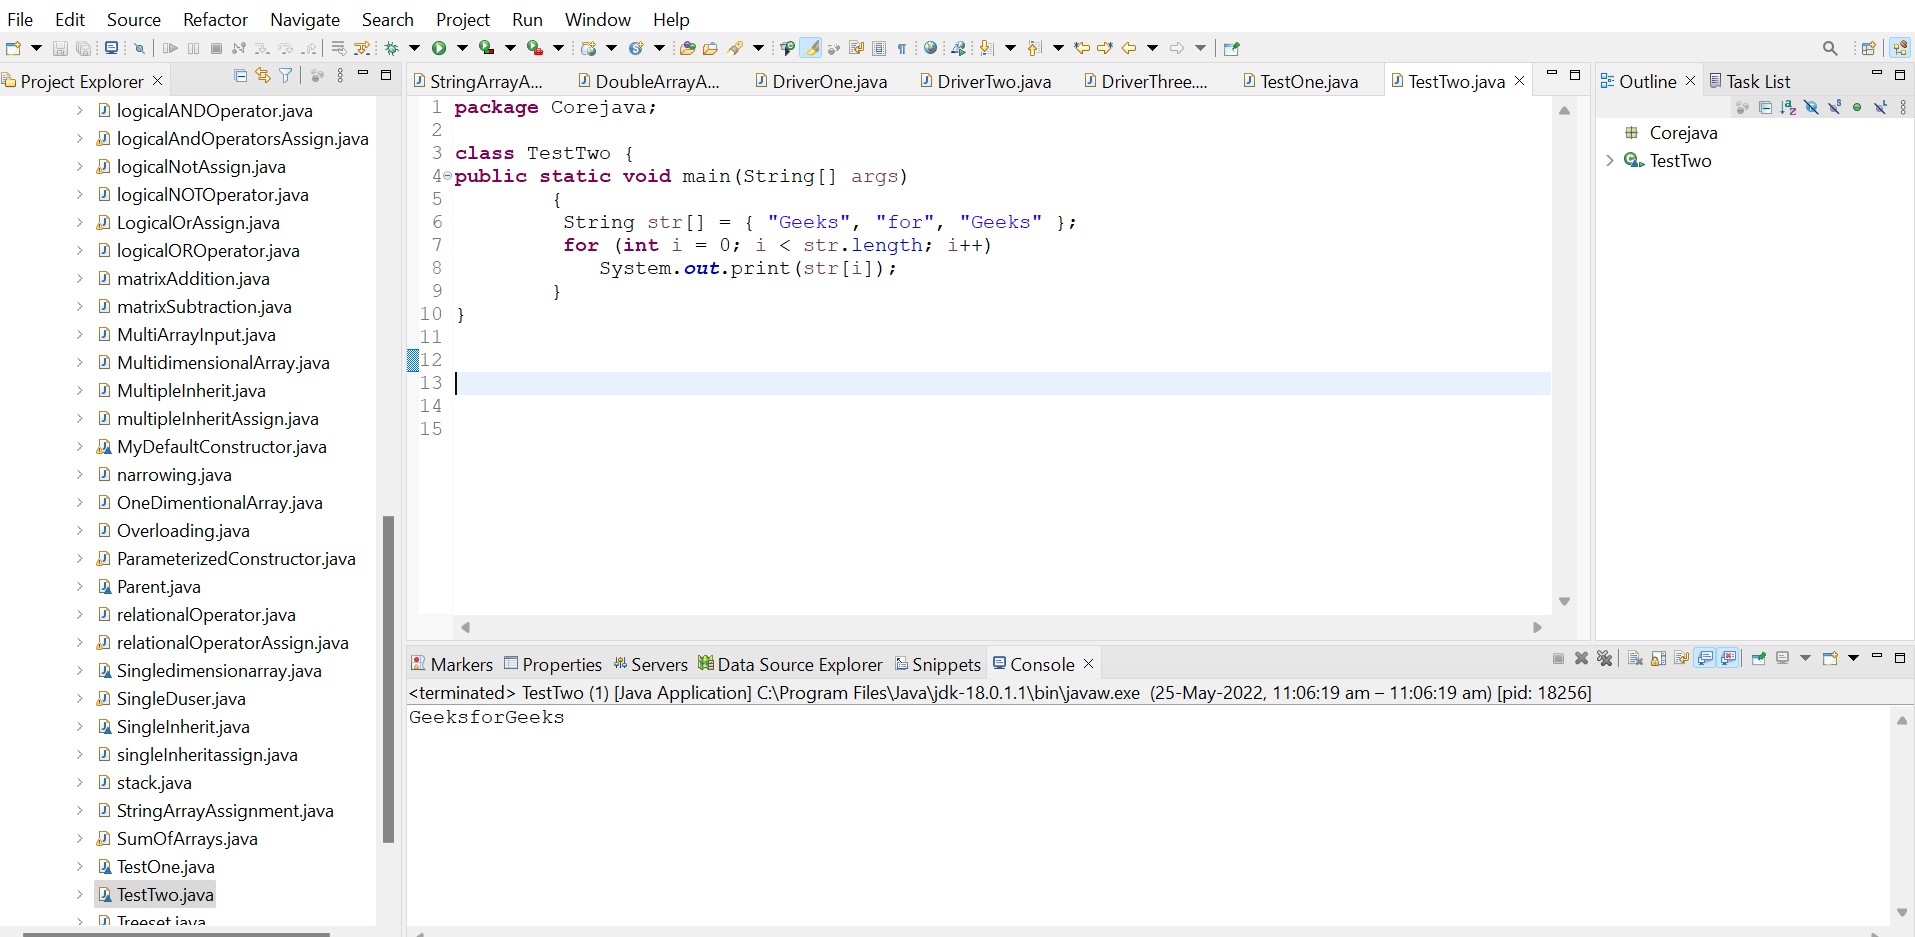 File Edit Source Refactor Navigate Search Project Run Window Help
Project Explorer
logicalANDOperator.java
logicalAndOperatorsAssign.java
logicalNotAssign.java
logicalNOTOperator.java
LogicalOrAssign.java
logicalOROperator.java
matrixAddition.java
matrixSubtraction.java
MultiArrayInput.java
MultidimensionalArray.java
MultipleInherit.java
multipleInheritAssign.java
MyDefaultConstructor.java
narrowing.java
OneDimentionalArray.java
Overloading.java
ParameterizedConstructor.java
Parent.java
relationalOperator.java
relationalOperatorAssign.java
Singledimensionarray.java
SingleDuser.java
SingleInherit.java
singleInheritassign.java
stack.java
StringArrayAssignment.java
SumOfArrays.java
TestOne.java
TestTwo.java
Treeset.java
StringArrayA... DoubleArrayA... DriverOne.java DriverTwo.java DriverThree.... TestOne.java TestTwo.java
1 package Corejava;
2
3 class TestTwo {
4 public static void main(String[] args)
5 {
6 String str[] = { "Geeks", "for", "Geeks" };
7 for (int i = 0; i < str.length; i++)
8 System.out.print(str[i]);
9 }
10 }
11
12
13
14
15
Outline Task List
Corejava
TestTwo
Markers Properties Servers Data Source Explorer Snippets Console
<terminated> TestTwo (1) [Java Application] C:\Program Files\Java\jdk-18.0.1.1\bin\javaw.exe (25-May-2022, 11:06:19 am – 11:06:19 am) [pid: 18256]
GeeksforGeeks